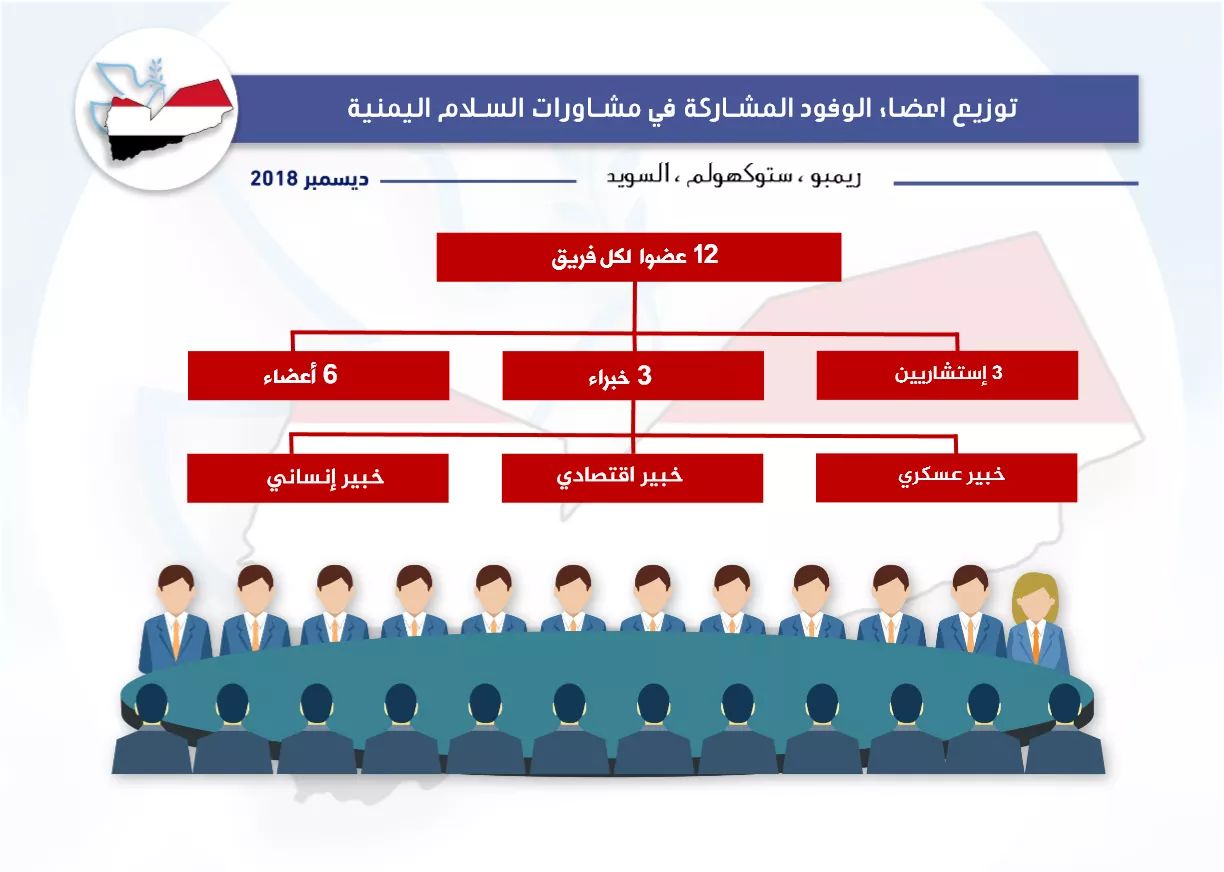 توزيع اعضاء الوفود المشاركة في مشاورات السلام اليمنية
ريمبو ، ستوكهولم ، السويد
ديسمبر 2018
12 عضوا لكل فريق
3 إستشاريين
3 خبراء
6 أعضاء
خبير عسكري
خبير اقتصادي
خبير إنساني